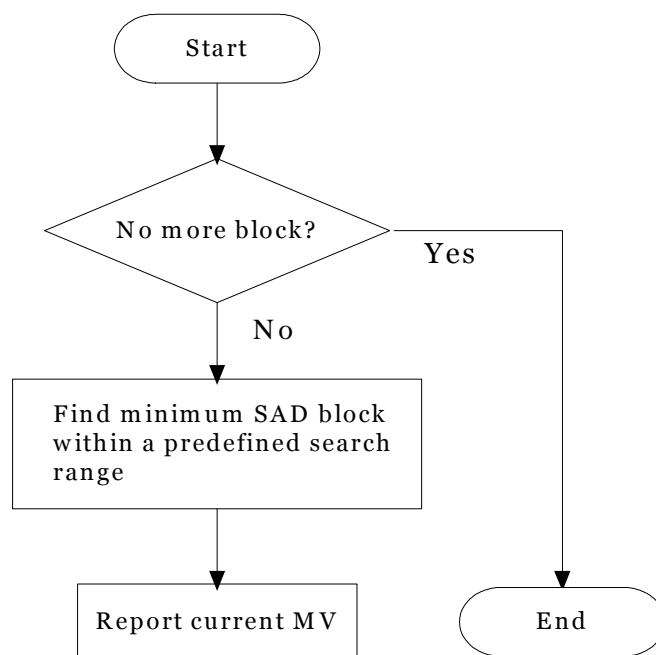 Start
No more block?
Yes
No
Find minimum SAD block
within a predefined search
range
Report current MV
End